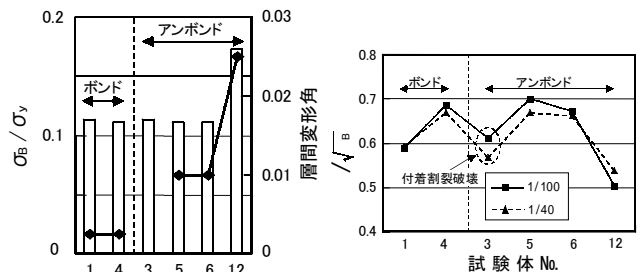 0.2
0.1
0
σB / σy
ボンド
アンボンド
0.03
0.02
0.01
0
層間変形角
1 4 3 5 6 12
0.8
0.7
0.6
0.5
0.4
/√B
ボンド
アンボンド
付着割裂破壊
1/100
1/40
1 4 3 5 6 12
試験体 No.